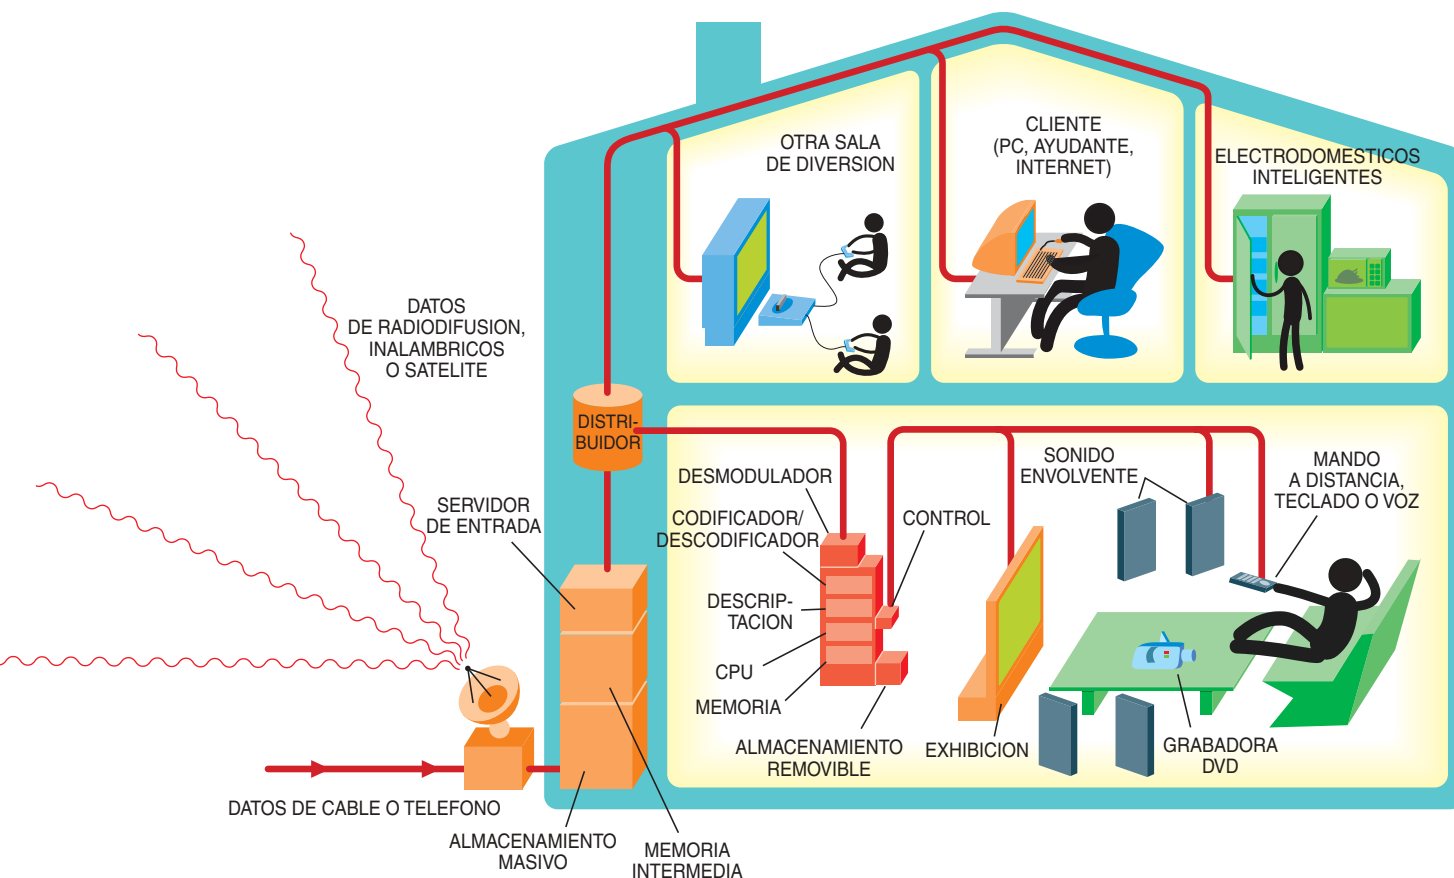 OTRA SALA
DE DIVERSION
CLIENTE
(PC, AYUDANTE,
INTERNET)
ELECTRODOMESTICOS
INTELIGENTES
DATOS
DE RADIODIFUSION,
INALAMBRICOS
O SATELITE
DISTRI-
BUIDOR
SERVIDOR
DE ENTRADA
DESMODULADOR
CODIFICADOR/
DESCODIFICADOR
DESCRIP-
TACION
CPU
MEMORIA
CONTROL
ALMACENAMIENTO
REMOVIBLE
EXHIBICION
SONIDO
ENVOLVENTE
MANDO
A DISTANCIA,
TECLADO O VOZ
GRABADORA
DVD
DATOS DE CABLE O TELEFONO
ALMACENAMIENTO
MASIVO
MEMORIA
INTERMEDIA